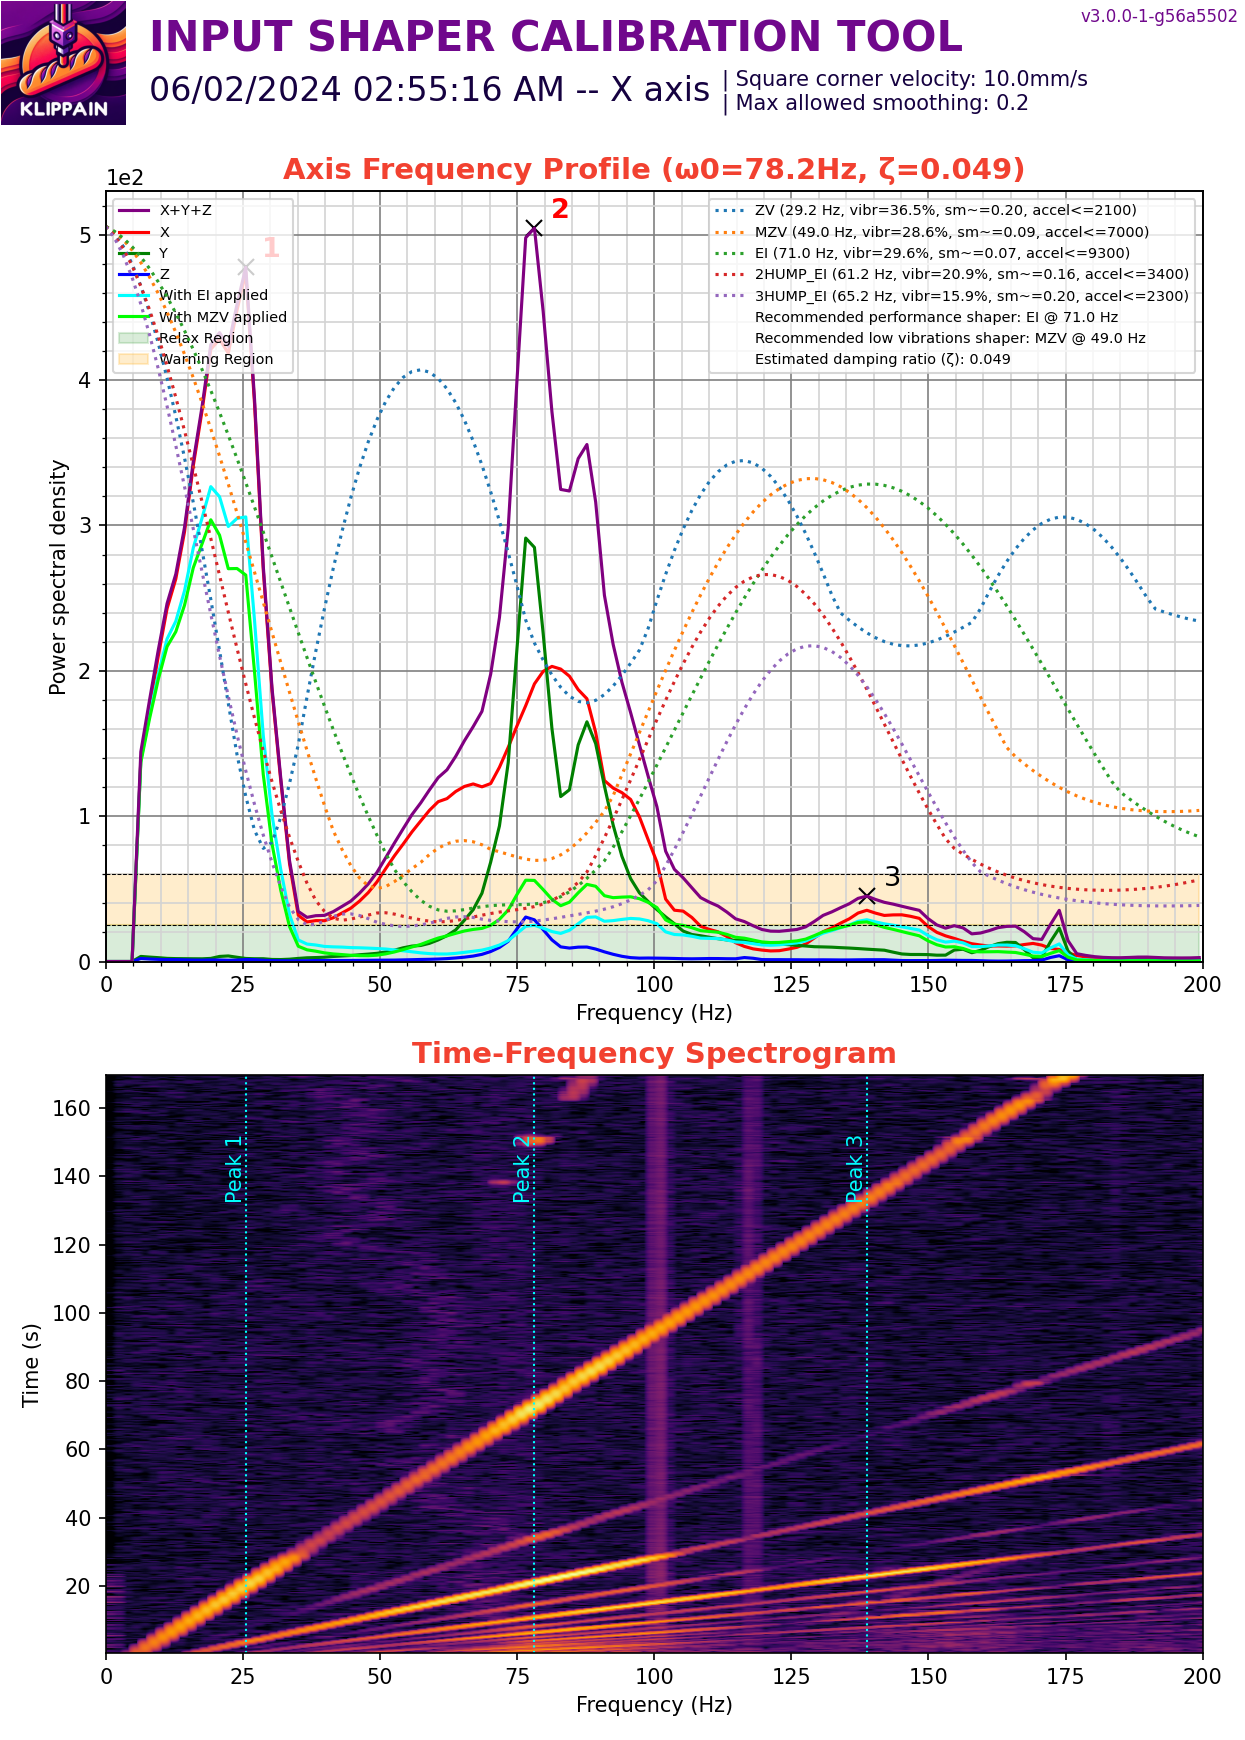 v3.0.0-1-g56a5502
INPUT SHAPER CALIBRATION TOOL
06/02/2024 02:55:16 AM -- X axis
| Square corner velocity: 10.0mm/s
| Max allowed smoothing: 0.2
KLIPPAIN
Axis Frequency Profile (ω0=78.2Hz, ζ=0.049)
1e2
X+Y+Z
X
Y
Z
With EI applied
With MZV applied
Relax Region
Warning Region
ZV (29.2 Hz, vibr=36.5%, sm~=0.20, accel<=2100)
MZV (49.0 Hz, vibr=28.6%, sm~=0.09, accel<=7000)
EI (71.0 Hz, vibr=29.6%, sm~=0.07, accel<=9300)
2HUMP_EI (61.2 Hz, vibr=20.9%, sm~=0.16, accel<=3400)
3HUMP_EI (65.2 Hz, vibr=15.9%, sm~=0.20, accel<=2300)
Recommended performance shaper: EI @ 71.0 Hz
Recommended low vibrations shaper: MZV @ 49.0 Hz
Estimated damping ratio (ζ): 0.049
1
2
3
5
4
3
2
1
0
Power spectral density
0 25 50 75 100 125 150 175 200
Frequency (Hz)
Time-Frequency Spectrogram
Peak 1
Peak 2
Peak 3
160
140
120
100
80
60
40
20
Time (s)
0 25 50 75 100 125 150 175 200
Frequency (Hz)